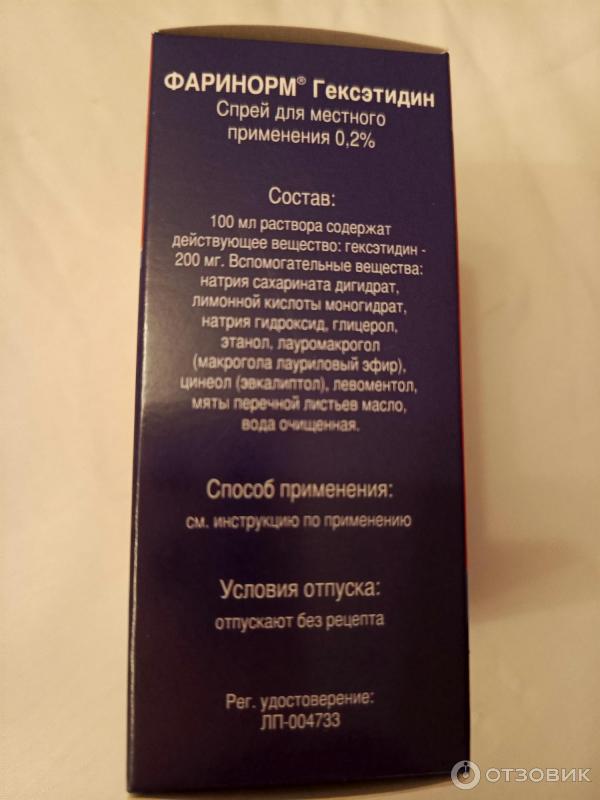 ФАРИНОРМ® Гексэтидин
Спрей для местного
применения 0,2%
Состав:
100 мл раствора содержат
действующее вещество: гексэтидин -
200 мг. Вспомогательные вещества:
натрия сахарината дигидрат,
лимонной кислоты моногидрат,
натрия гидроксид, глицерол,
этанол, лауромакрогол
(макрогола лауриловый эфир),
цинеол (эвкалиптол), левоментол,
мяты перечной листьев масло,
вода очищенная.
Способ применения:
см. инструкцию по применению
Условия отпуска:
отпускают без рецепта
Рег. удостоверение:
ЛП-004733
ОТЗОВИК